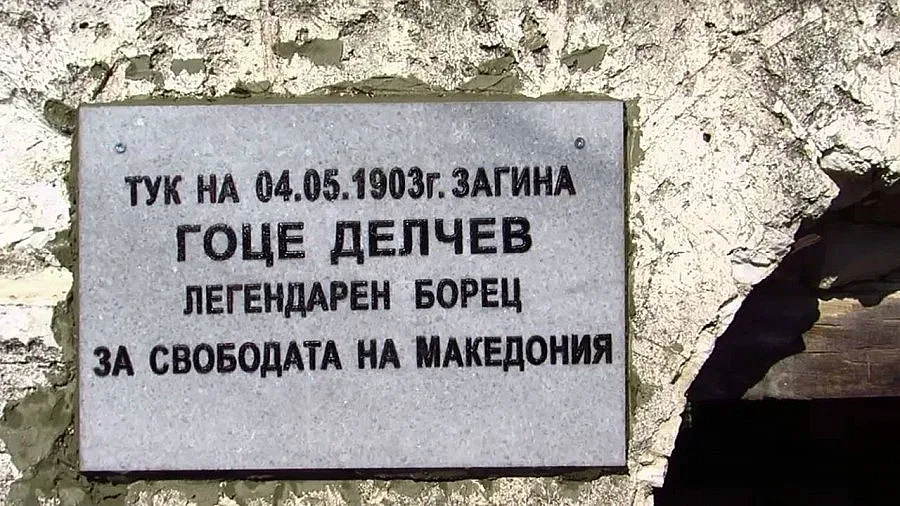 ТУК НА 04.05.1903г. ЗАГИНА
ГОЦЕ ДЕЛЧЕВ
ЛЕГЕНДАРЕН БОРЕЦ
ЗА СВОБОДАТА НА МАКЕДОНИЯ